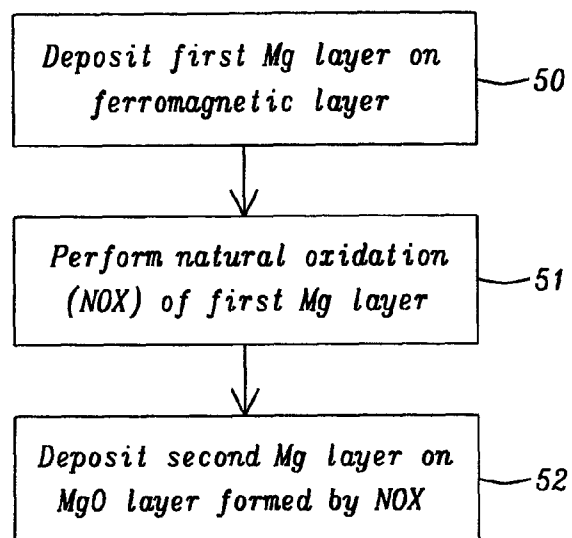 Deposit first Mg layer on
ferromagnetic layer
50
Perform natural oxidation
(NOX) of first Mg layer
51
Deposit second Mg layer on
MgO layer formed by NOX
52